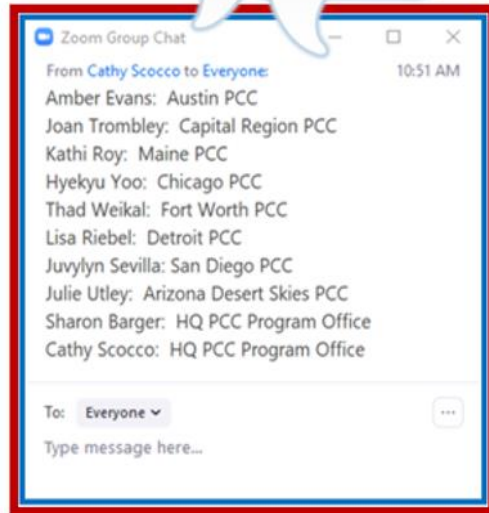 Zoom Group Chat
From Cathy Scocco to Everyone: 10:51 AM
Amber Evans: Austin PCC
Joan Trombley: Capital Region PCC
Kathi Roy: Maine PCC
Hyekyu Yoo: Chicago PCC
Thad Weikal: Fort Worth PCC
Lisa Riebel: Detroit PCC
Juvylyn Sevilla: San Diego PCC
Julie Utley: Arizona Desert Skies PCC
Sharon Barger: HQ PCC Program Office
Cathy Scocco: HQ PCC Program Office
To: Everyone
Type message here...